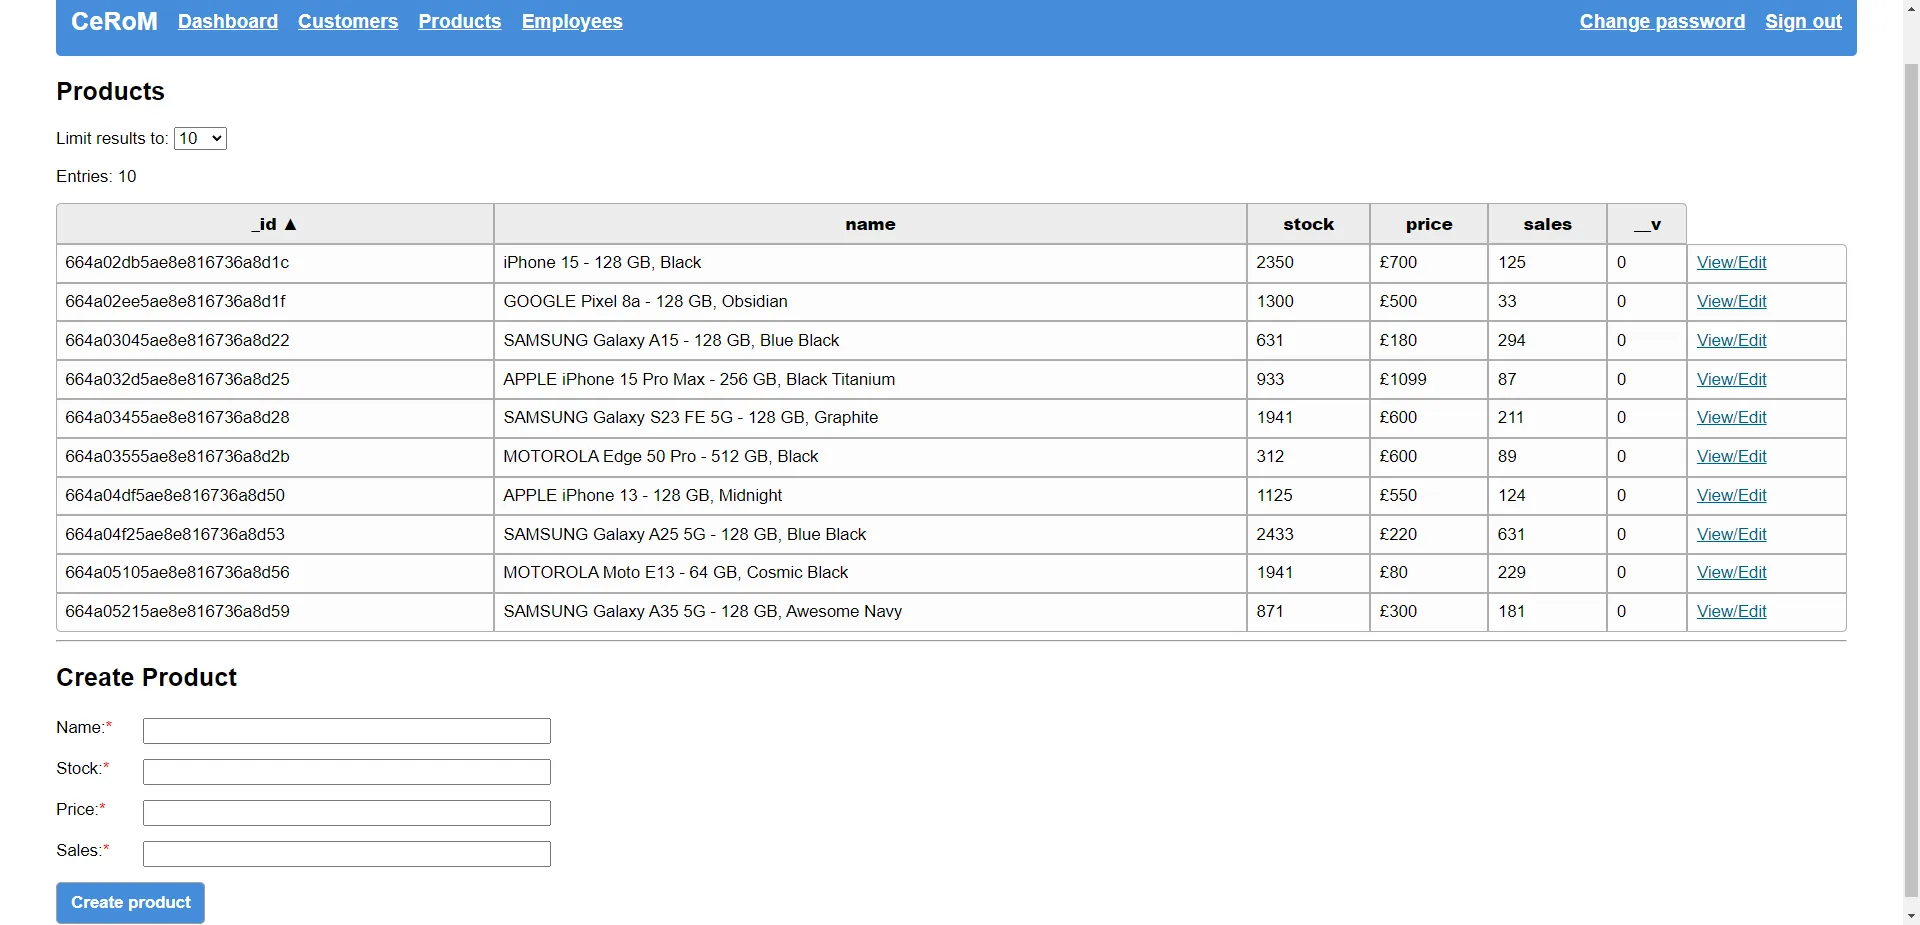 CeRoM Dashboard Customers Products Employees Change password Sign out
Products
Limit results to: 10
Entries: 10
_id ▲ name stock price sales __v
664a02db5ae8e816736a8d1c iPhone 15 - 128 GB, Black 2350 £700 125 0 View/Edit
664a02ee5ae8e816736a8d1f GOOGLE Pixel 8a - 128 GB, Obsidian 1300 £500 33 0 View/Edit
664a03045ae8e816736a8d22 SAMSUNG Galaxy A15 - 128 GB, Blue Black 631 £180 294 0 View/Edit
664a032d5ae8e816736a8d25 APPLE iPhone 15 Pro Max - 256 GB, Black Titanium 933 £1099 87 0 View/Edit
664a03455ae8e816736a8d28 SAMSUNG Galaxy S23 FE 5G - 128 GB, Graphite 1941 £600 211 0 View/Edit
664a03555ae8e816736a8d2b MOTOROLA Edge 50 Pro - 512 GB, Black 312 £600 89 0 View/Edit
664a04df5ae8e816736a8d50 APPLE iPhone 13 - 128 GB, Midnight 1125 £550 124 0 View/Edit
664a04f25ae8e816736a8d53 SAMSUNG Galaxy A25 5G - 128 GB, Blue Black 2433 £220 631 0 View/Edit
664a05105ae8e816736a8d56 MOTOROLA Moto E13 - 64 GB, Cosmic Black 1941 £80 229 0 View/Edit
664a05215ae8e816736a8d59 SAMSUNG Galaxy A35 5G - 128 GB, Awesome Navy 871 £300 181 0 View/Edit
Create Product
Name:*
Stock:*
Price:*
Sales:*
Create product